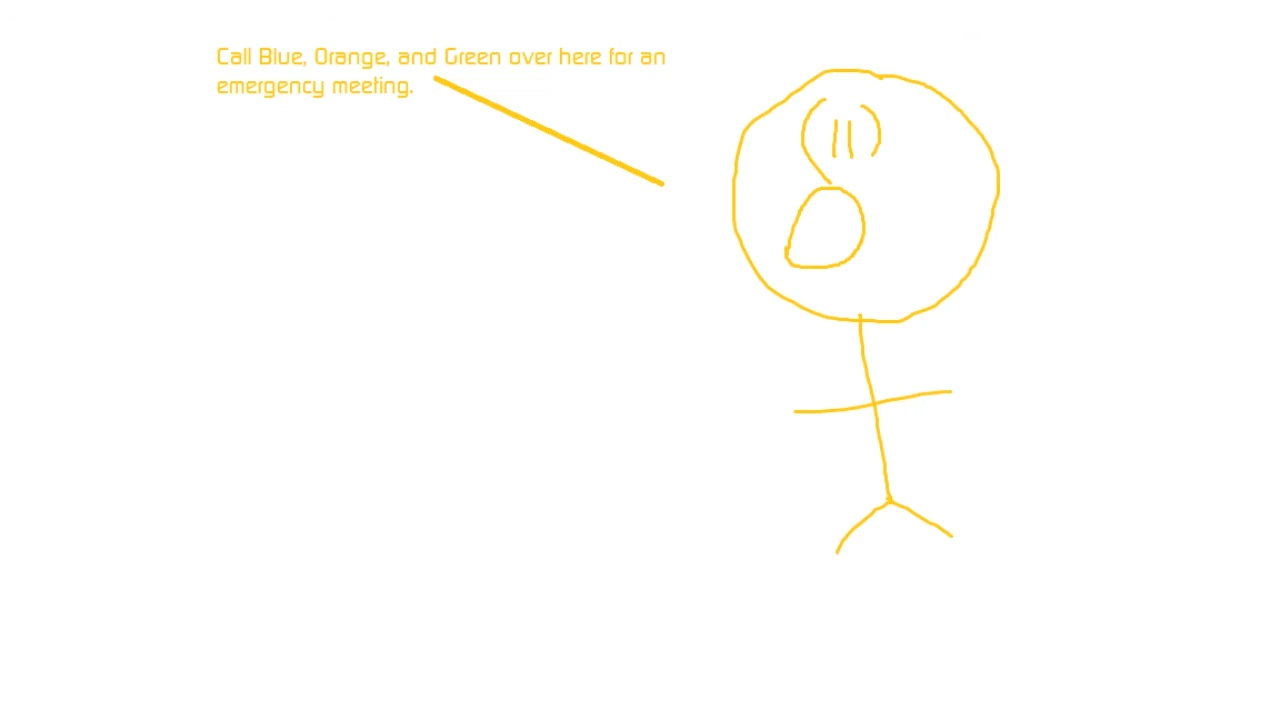 Call Blue, Orange, and Green over here for an
emergency meeting.